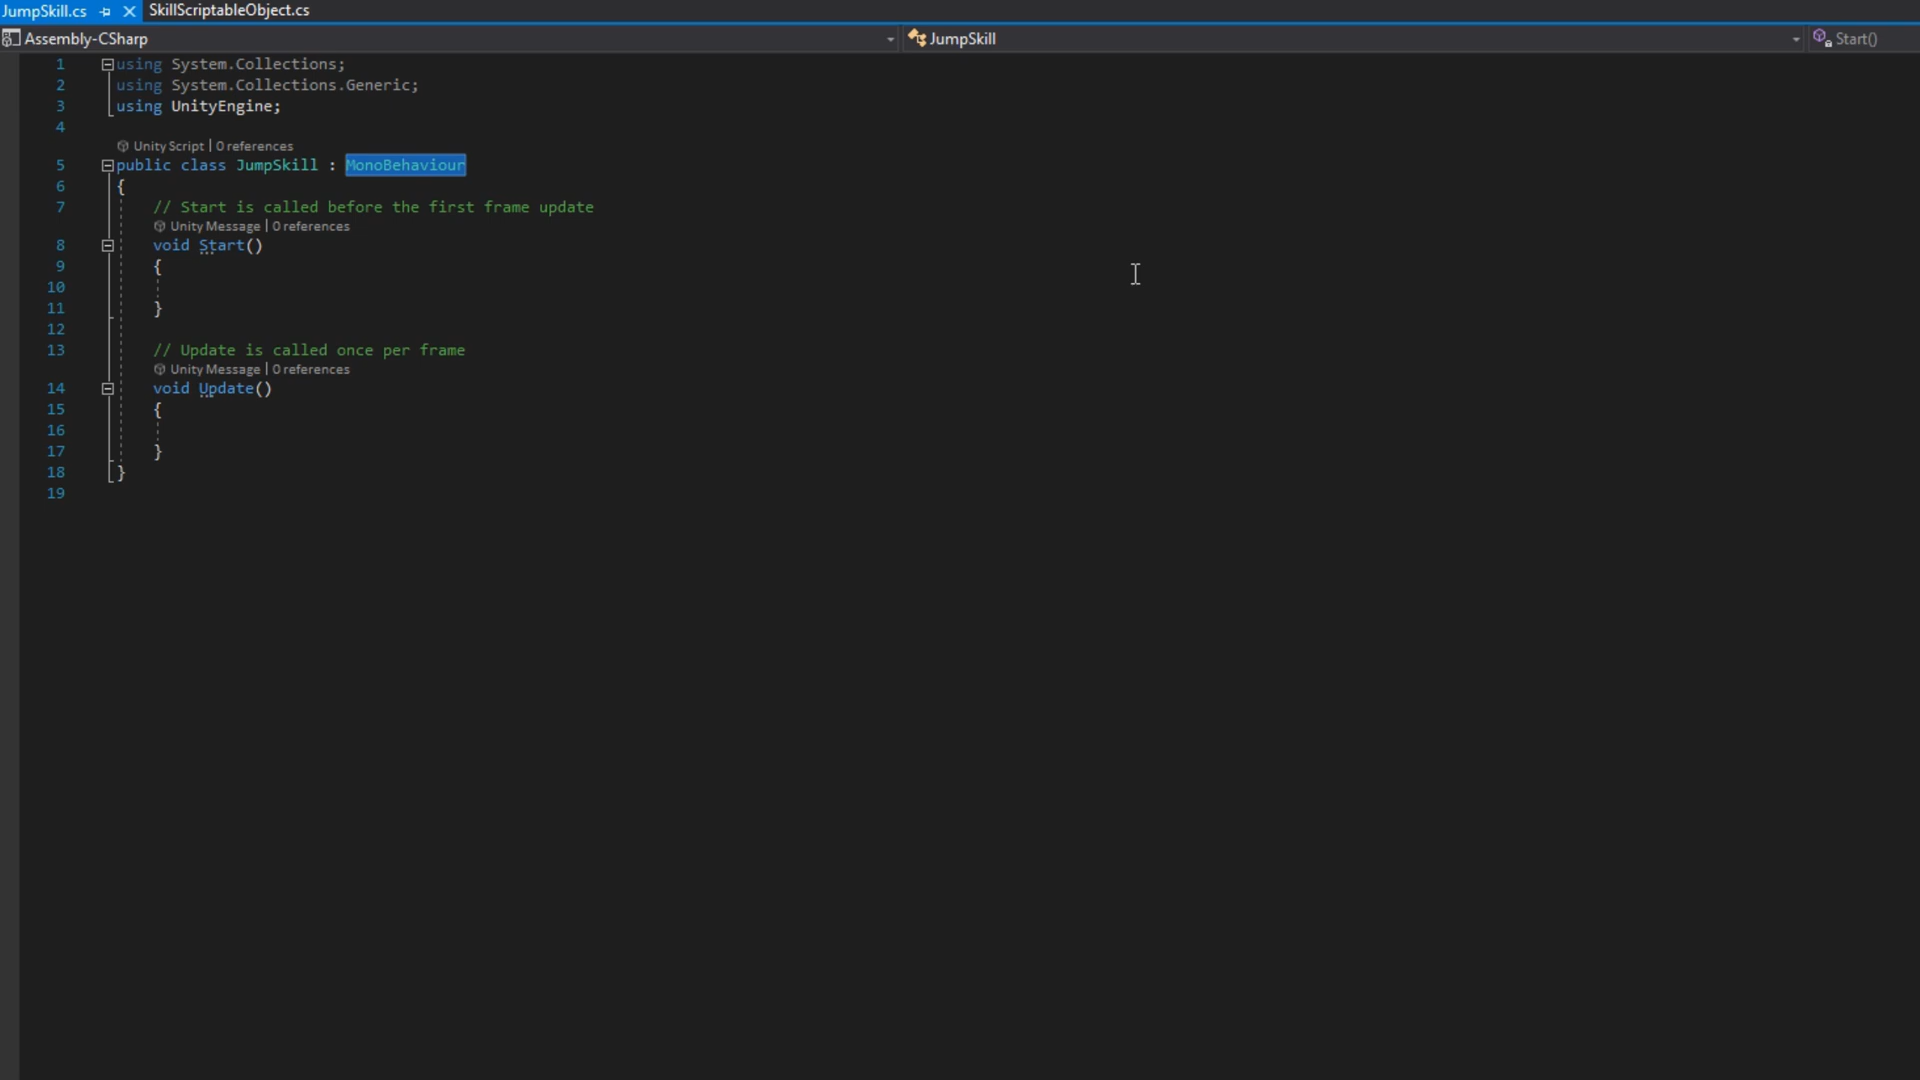 JumpSkill.cs SkillScriptableObject.cs
Assembly-CSharp JumpSkill Start()
1 using System.Collections;
2 using System.Collections.Generic;
3 using UnityEngine;
4
Unity Script | 0 references
5 public class JumpSkill : MonoBehaviour
6 {
7 // Start is called before the first frame update
Unity Message | 0 references
8 void Start()
9 {
10
11 }
12
13 // Update is called once per frame
Unity Message | 0 references
14 void Update()
15 {
16
17 }
18 }
19